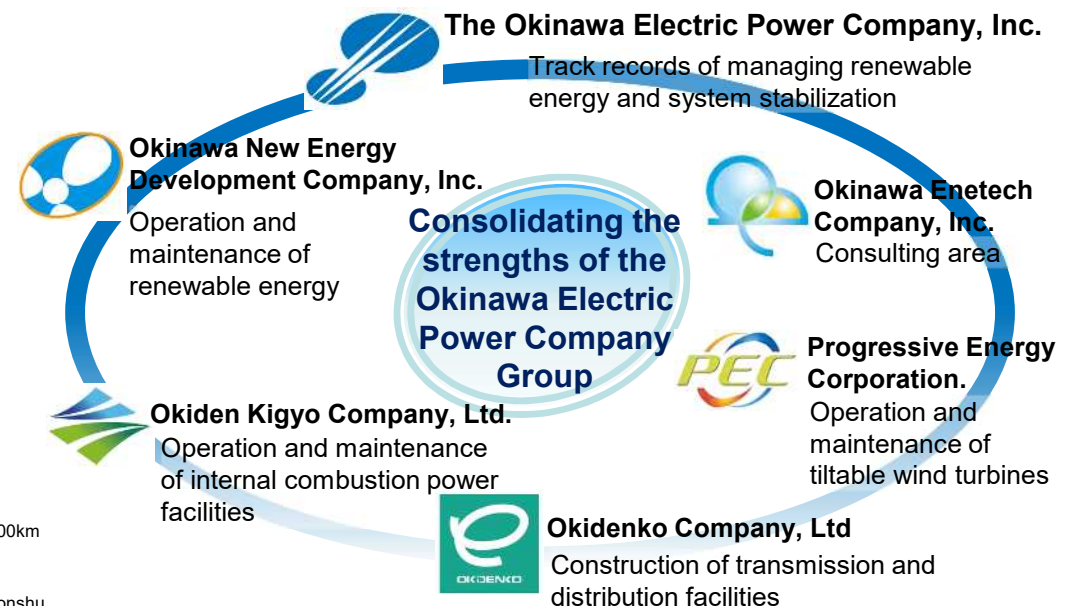 The Okinawa Electric Power Company, Inc.
Track records of managing renewable
energy and system stabilization
Okinawa New Energy
Development Company, Inc.
Operation and
maintenance of
renewable energy
Okinawa Enetech
Company, Inc.
Consulting area
Consolidating the
strengths of the
Okinawa Electric
Power Company
Group
PEC
Progressive Energy
Corporation.
Operation and
maintenance of
tiltable wind turbines
Okiden Kigyo Company, Ltd.
Operation and maintenance
of internal combustion power
facilities
OKIDENKO
Okidenko Company, Ltd
Construction of transmission and
distribution facilities
00km
onshu